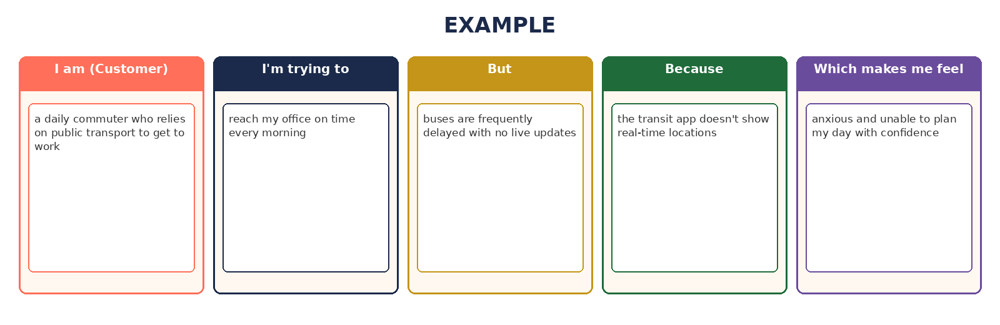 EXAMPLE
I am (Customer)
a daily commuter who relies
on public transport to get to
work
I'm trying to
reach my office on time
every morning
But
buses are frequently
delayed with no live updates
Because
the transit app doesn't show
real-time locations
Which makes me feel
anxious and unable to plan
my day with confidence